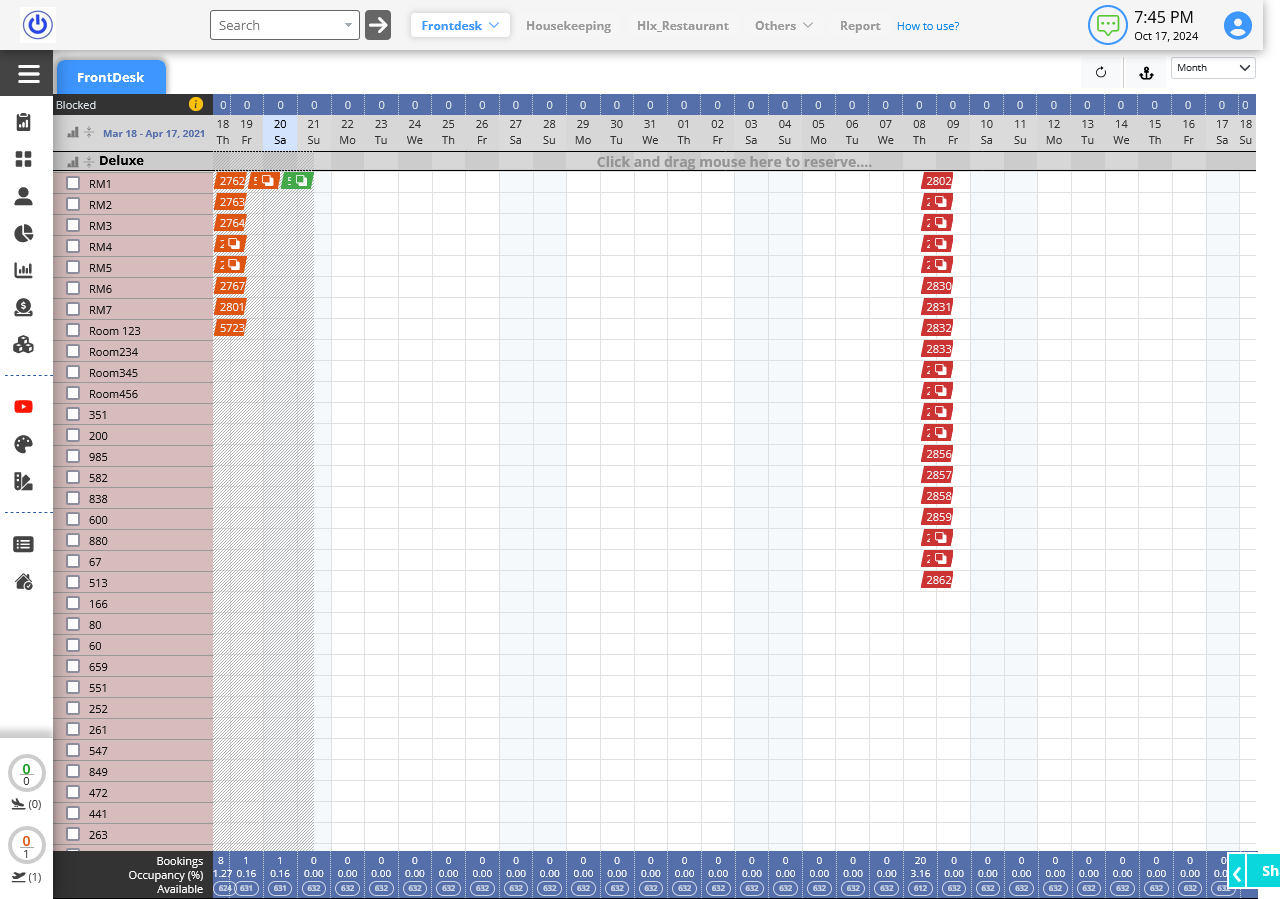 Search
Frontdesk
Housekeeping
Hlx_Restaurant
Others
Report
How to use?
7:45 PM
Oct 17, 2024
FrontDesk
Month
Blocked
0 0 0 0 0 0 0 0 0 0 0 0 0 0 0 0 0 0 0 0 0 0 0 0 0 0 0 0 0 0 0 0
Mar 18 - Apr 17, 2021
18 19 20 21 22 23 24 25 26 27 28 29 30 31 01 02 03 04 05 06 07 08 09 10 11 12 13 14 15 16 17 18
Th Fr Sa Su Mo Tu We Th Fr Sa Su Mo Tu We Th Fr Sa Su Mo Tu We Th Fr Sa Su Mo Tu We Th Fr Sa Su
Deluxe
Click and drag mouse here to reserve....
RM1 2762 2802
RM2 2763
RM3 2764
RM4
RM5
RM6 2767 2830
RM7 2801 2831
Room 123 5723 2832
Room234 2833
Room345
Room456
351
200
985 2856
582 2857
838 2858
600 2859
880
67
513 2862
166
80
60
659
551
252
261
547
849
472
441
263
0
0
(0)
0
1
(1)
Bookings 8 1 1 0 0 0 0 0 0 0 0 0 0 0 0 0 0 0 0 0 0 20 0 0 0 0 0 0 0 0 0
Occupancy (%) 1.27 0.16 0.16 0.00 0.00 0.00 0.00 0.00 0.00 0.00 0.00 0.00 0.00 0.00 0.00 0.00 0.00 0.00 0.00 0.00 0.00 3.16 0.00 0.00 0.00 0.00 0.00 0.00 0.00 0.00
Available 624 631 631 632 632 632 632 632 632 632 632 632 632 632 632 632 632 632 632 632 632 612 632 632 632 632 632 632 632 632
Sh